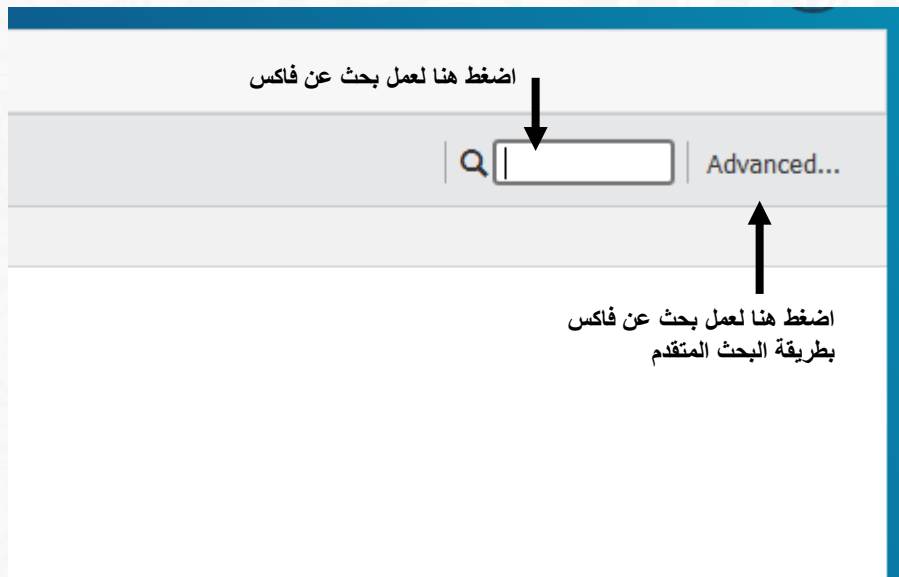 اضغط هنا لعمل بحث عن فاكس
Advanced...
اضغط هنا لعمل بحث عن فاكس
بطريقة البحث المتقدم